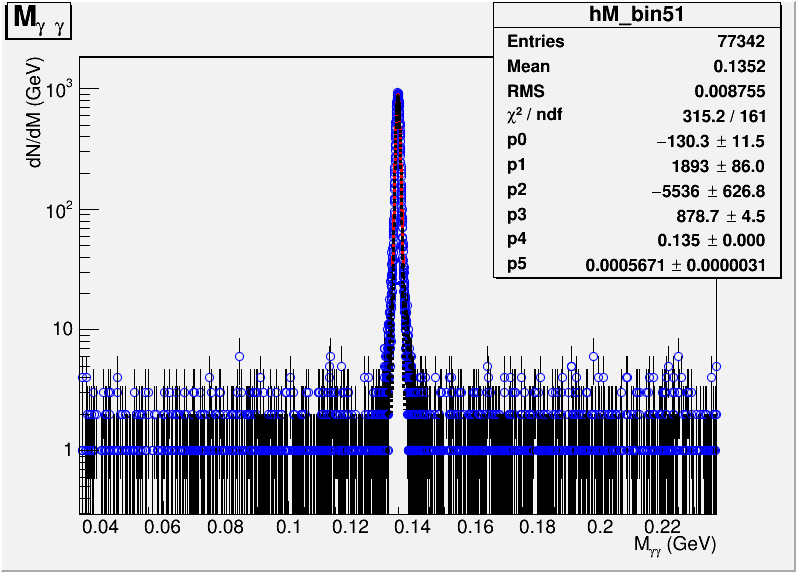 M γ γ
hM_bin51
Entries 77342
Mean 0.1352
RMS 0.008755
χ² / ndf 315.2 / 161
p0 −130.3 ± 11.5
p1 1893 ± 86.0
p2 −5536 ± 626.8
p3 878.7 ± 4.5
p4 0.135 ± 0.000
p5 0.0005671 ± 0.0000031
dN/dM (GeV)
10³
10²
10
1
0.04 0.06 0.08 0.1 0.12 0.14 0.16 0.18 0.2 0.22
M γγ (GeV)